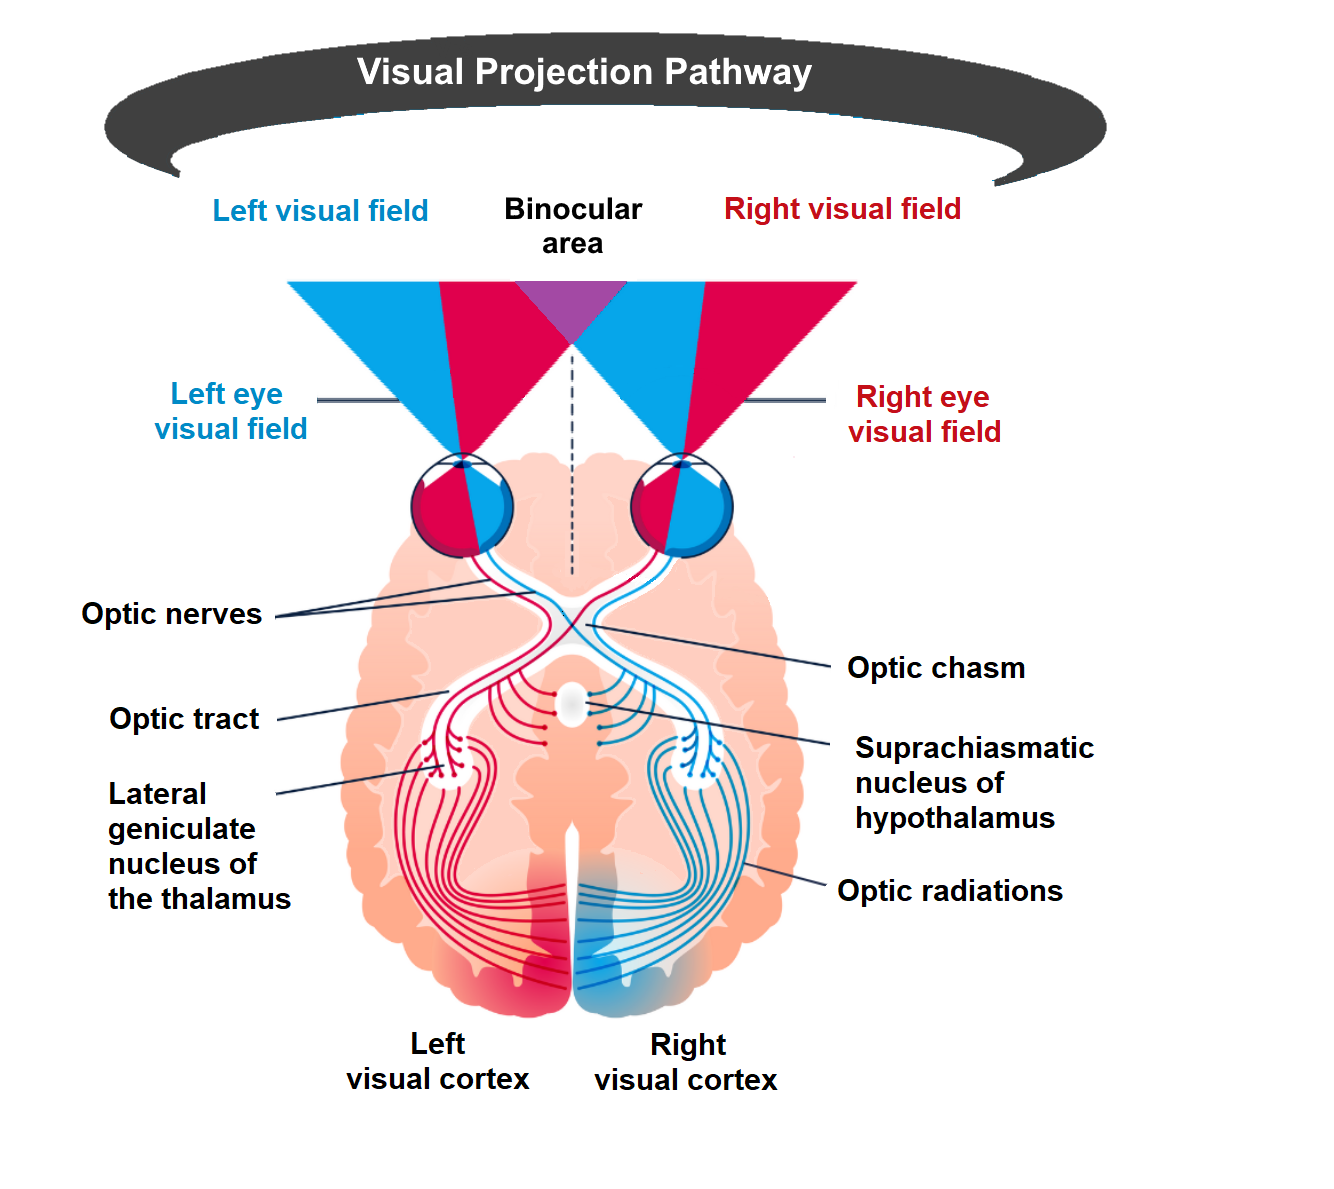 Visual Projection Pathway
Left visual field
Binocular
area
Right visual field
Left eye
visual field
Right eye
visual field
Optic nerves
Optic chasm
Optic tract
Suprachiasmatic
nucleus of
hypothalamus
Lateral
geniculate
nucleus of
the thalamus
Optic radiations
Left
visual cortex
Right
visual cortex